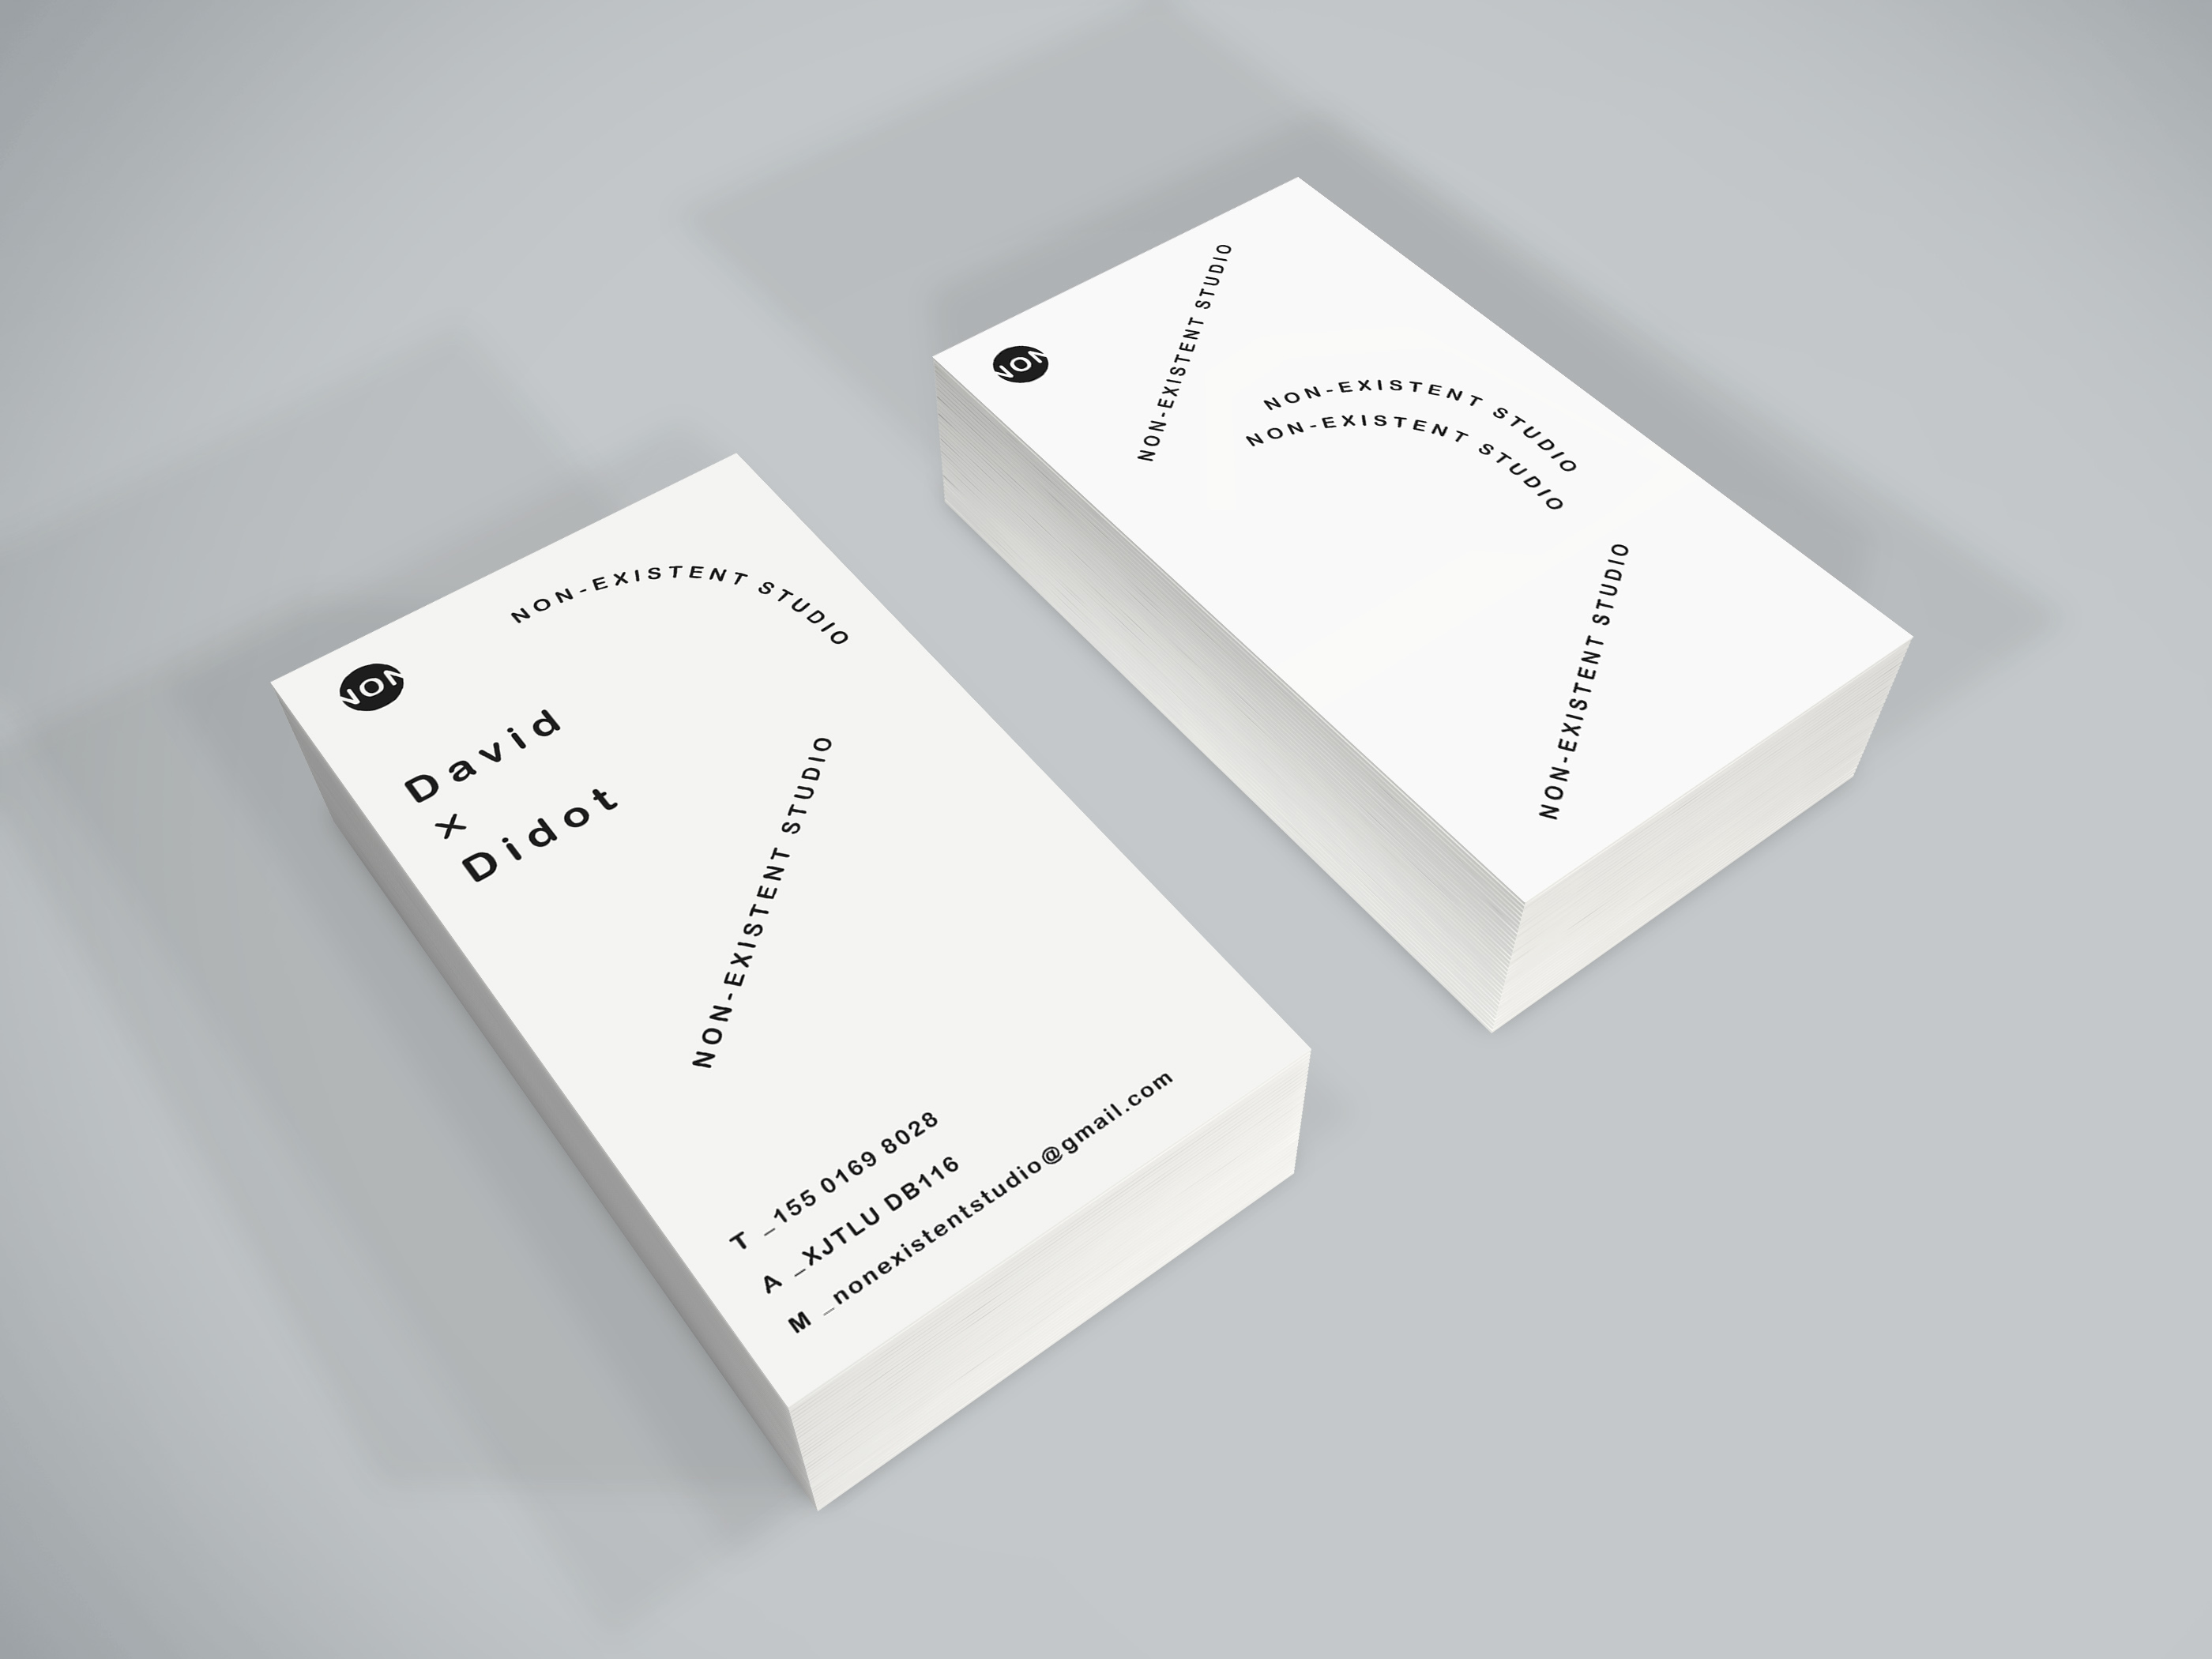 NON-EXISTENT STUDIO
NON
David
x
Didot
NON-EXISTENT STUDIO
T _155 0169 8028
A _XJTLU DB116
M _nonexistentstudio@gmail.com
NON
NON-EXISTENT STUDIO
NON-EXISTENT STUDIO
NON-EXISTENT STUDIO
NON-EXISTENT STUDIO